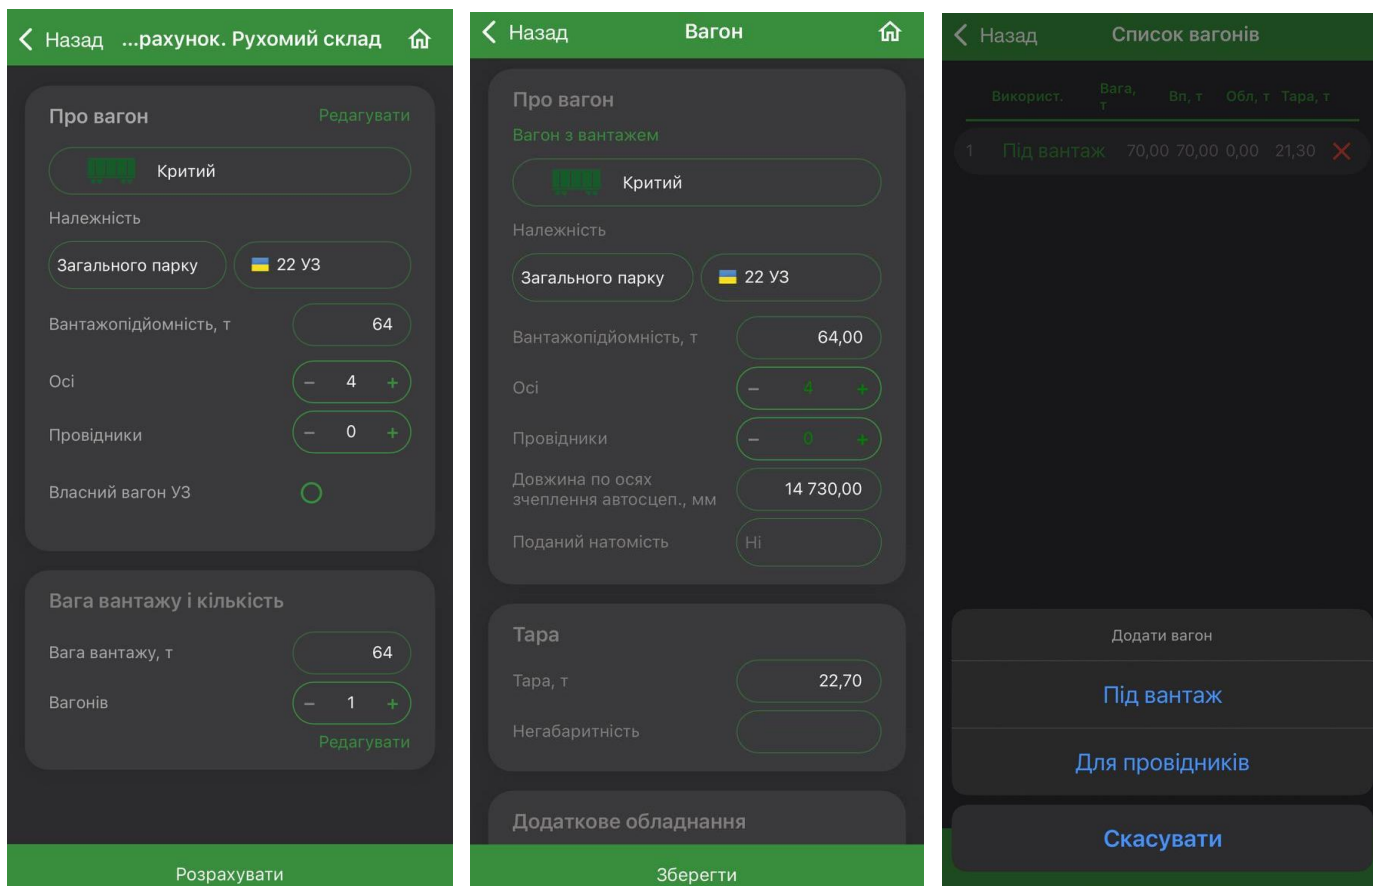 Назад ...рахунок. Рухомий склад
Про вагон Редагувати
Критий
Належність
Загального парку 22 УЗ
Вантажопідйомність, т 64
Осі − 4 +
Провідники − 0 +
Власний вагон УЗ
Вага вантажу і кількість
Вага вантажу, т 64
Вагонів − 1 +
Редагувати
Розрахувати
Назад Вагон
Про вагон
Вагон з вантажем
Критий
Належність
Загального парку 22 УЗ
Вантажопідйомність, т 64,00
Осі − 4 +
Провідники − 0 +
Довжина по осях
зчеплення автосцеп., мм 14 730,00
Поданий натомість Ні
Тара
Тара, т 22,70
Негабаритність
Додаткове обладнання
Зберегти
Назад Список вагонів
Використ. Вага, т Вп, т Обл, т Тара, т
1 Під вантаж 70,00 70,00 0,00 21,30
Додати вагон
Під вантаж
Для провідників
Скасувати